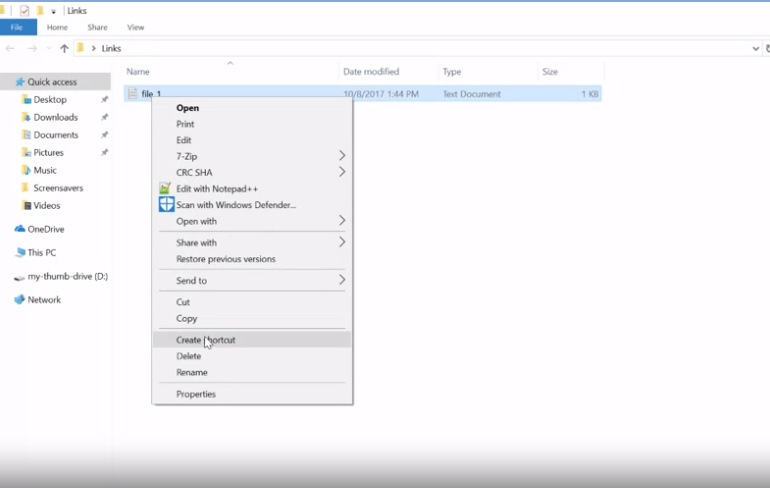 Links
File Home Share View
Links
Name Date modified Type Size
Quick access
file_1 10/8/2017 1:44 PM Text Document 1 KB
Desktop
Downloads
Documents
Pictures
Music
Screensavers
Videos
OneDrive
This PC
my-thumb-drive (D:)
Network
Open
Print
Edit
7-Zip
CRC SHA
Edit with Notepad++
Scan with Windows Defender...
Open with
Share with
Restore previous versions
Send to
Cut
Copy
Create shortcut
Delete
Rename
Properties